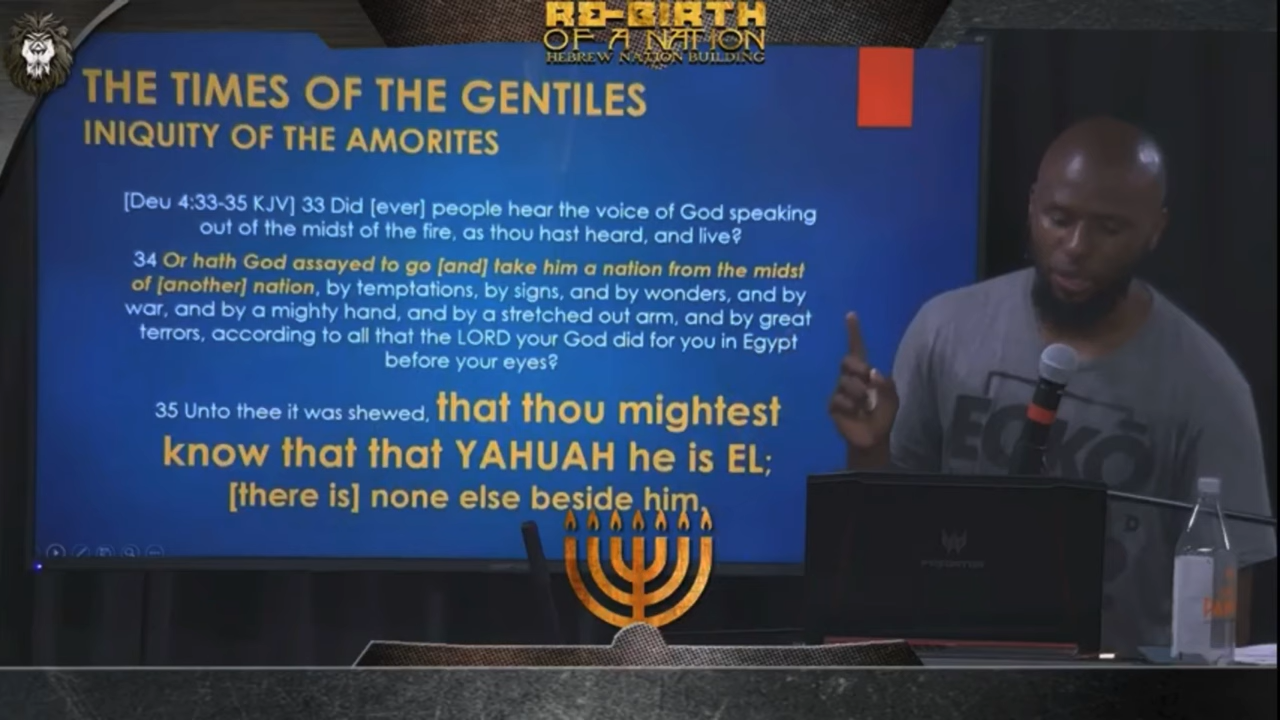 RE-BIRTH
OF A NATION
HEBREW NATION BUILDING
THE TIMES OF THE GENTILES
INIQUITY OF THE AMORITES
[Deu 4:33-35 KJV] 33 Did [ever] people hear the voice of God speaking
out of the midst of the fire, as thou hast heard, and live?
34 Or hath God assayed to go [and] take him a nation from the midst
of [another] nation, by temptations, by signs, and by wonders, and by
war, and by a mighty hand, and by a stretched out arm, and by great
terrors, according to all that the LORD your God did for you in Egypt
before your eyes?
35 Unto thee it was shewed, that thou mightest
know that that YAHUAH he is EL;
[there is] none else beside him.
ECKŌ
PREDATOR